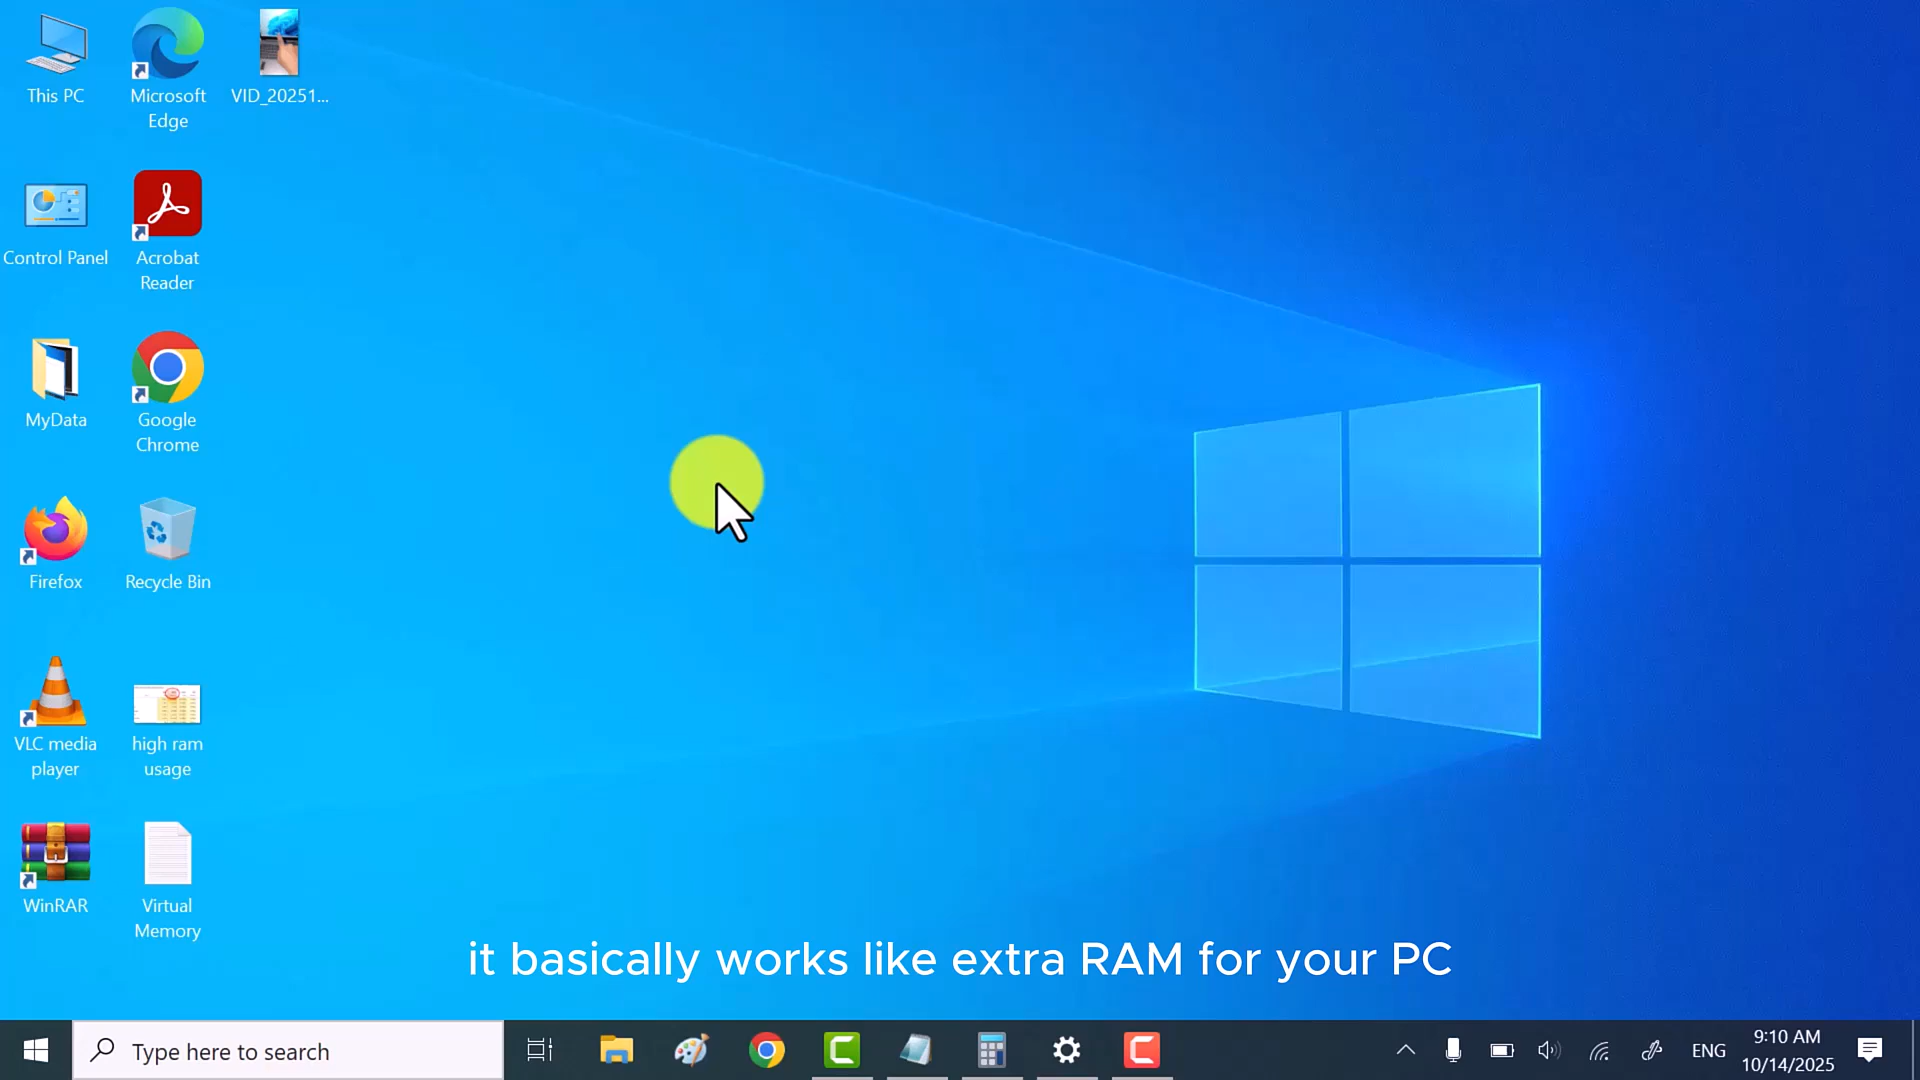 This PC
Microsoft
Edge
VID_20251...
Control Panel
Acrobat
Reader
MyData
Google
Chrome
Firefox
Recycle Bin
VLC media
player
high ram
usage
WinRAR
Virtual
Memory
it basically works like extra RAM for your PC
Type here to search
ENG
9:10 AM
10/14/2025